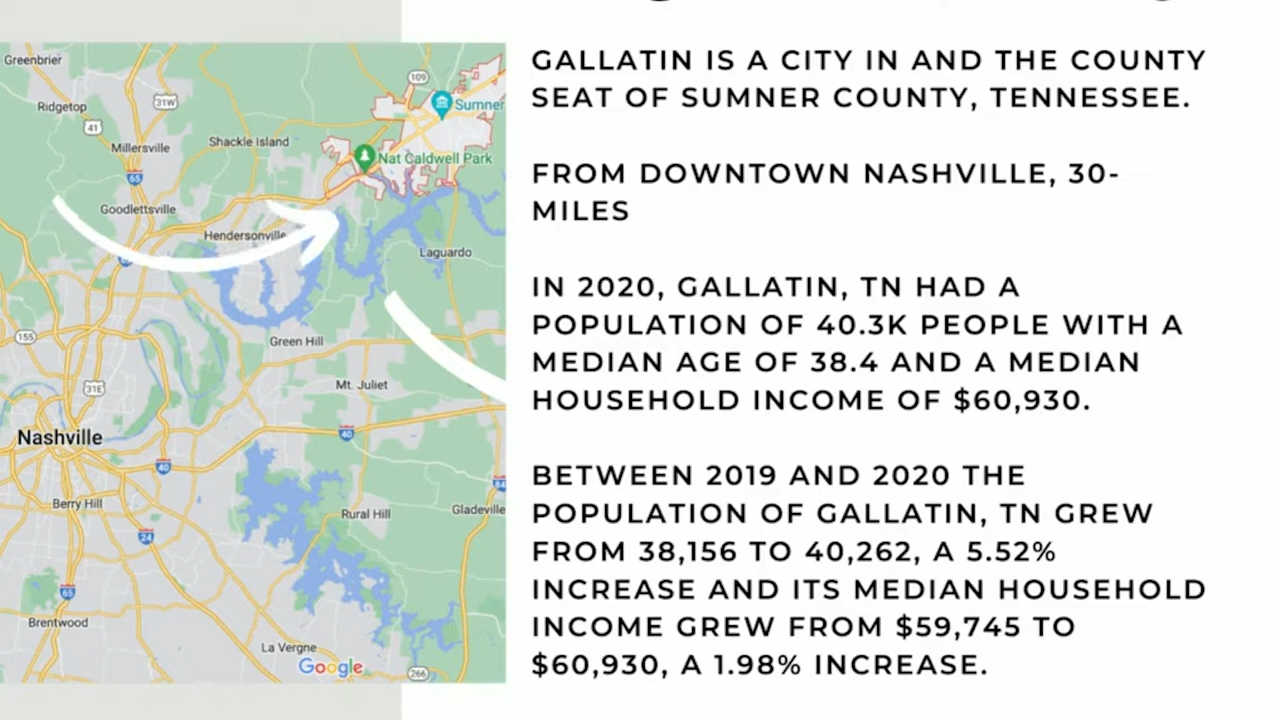 Greenbrier
109
Sumner
Ridgetop
31W
41
Millersville
Shackle Island
Nat Caldwell Park
65
Goodlettsville
Hendersonville
Laguardo
155
Green Hill
31E
Mt. Juliet
Nashville
40
40
Berry Hill
Rural Hill
Gladeville
24
65
Brentwood
La Vergne
Google
266
GALLATIN IS A CITY IN AND THE COUNTY
SEAT OF SUMNER COUNTY, TENNESSEE.
FROM DOWNTOWN NASHVILLE, 30-
MILES
IN 2020, GALLATIN, TN HAD A
POPULATION OF 40.3K PEOPLE WITH A
MEDIAN AGE OF 38.4 AND A MEDIAN
HOUSEHOLD INCOME OF $60,930.
BETWEEN 2019 AND 2020 THE
POPULATION OF GALLATIN, TN GREW
FROM 38,156 TO 40,262, A 5.52%
INCREASE AND ITS MEDIAN HOUSEHOLD
INCOME GREW FROM $59,745 TO
$60,930, A 1.98% INCREASE.